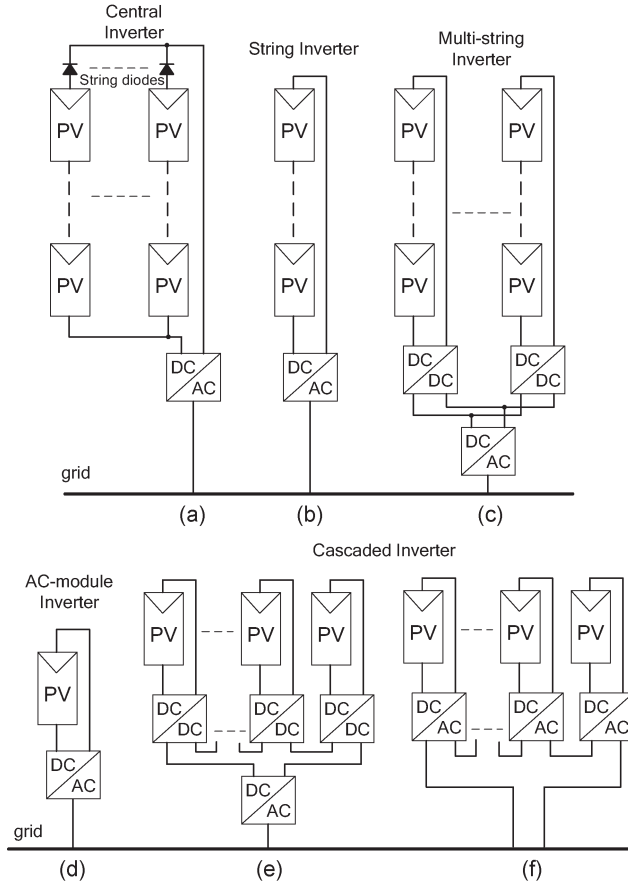 Central
Inverter
String diodes
PV
PV
PV
PV
DC
AC
String Inverter
PV
PV
DC
AC
Multi-string
Inverter
PV
PV
PV
PV
DC
DC
DC
DC
DC
AC
grid
(a)
(b)
(c)
Cascaded Inverter
AC-module
Inverter
PV
DC
AC
PV
PV
PV
DC
DC
DC
DC
DC
DC
DC
AC
PV
PV
PV
DC
AC
DC
AC
DC
AC
grid
(d)
(e)
(f)